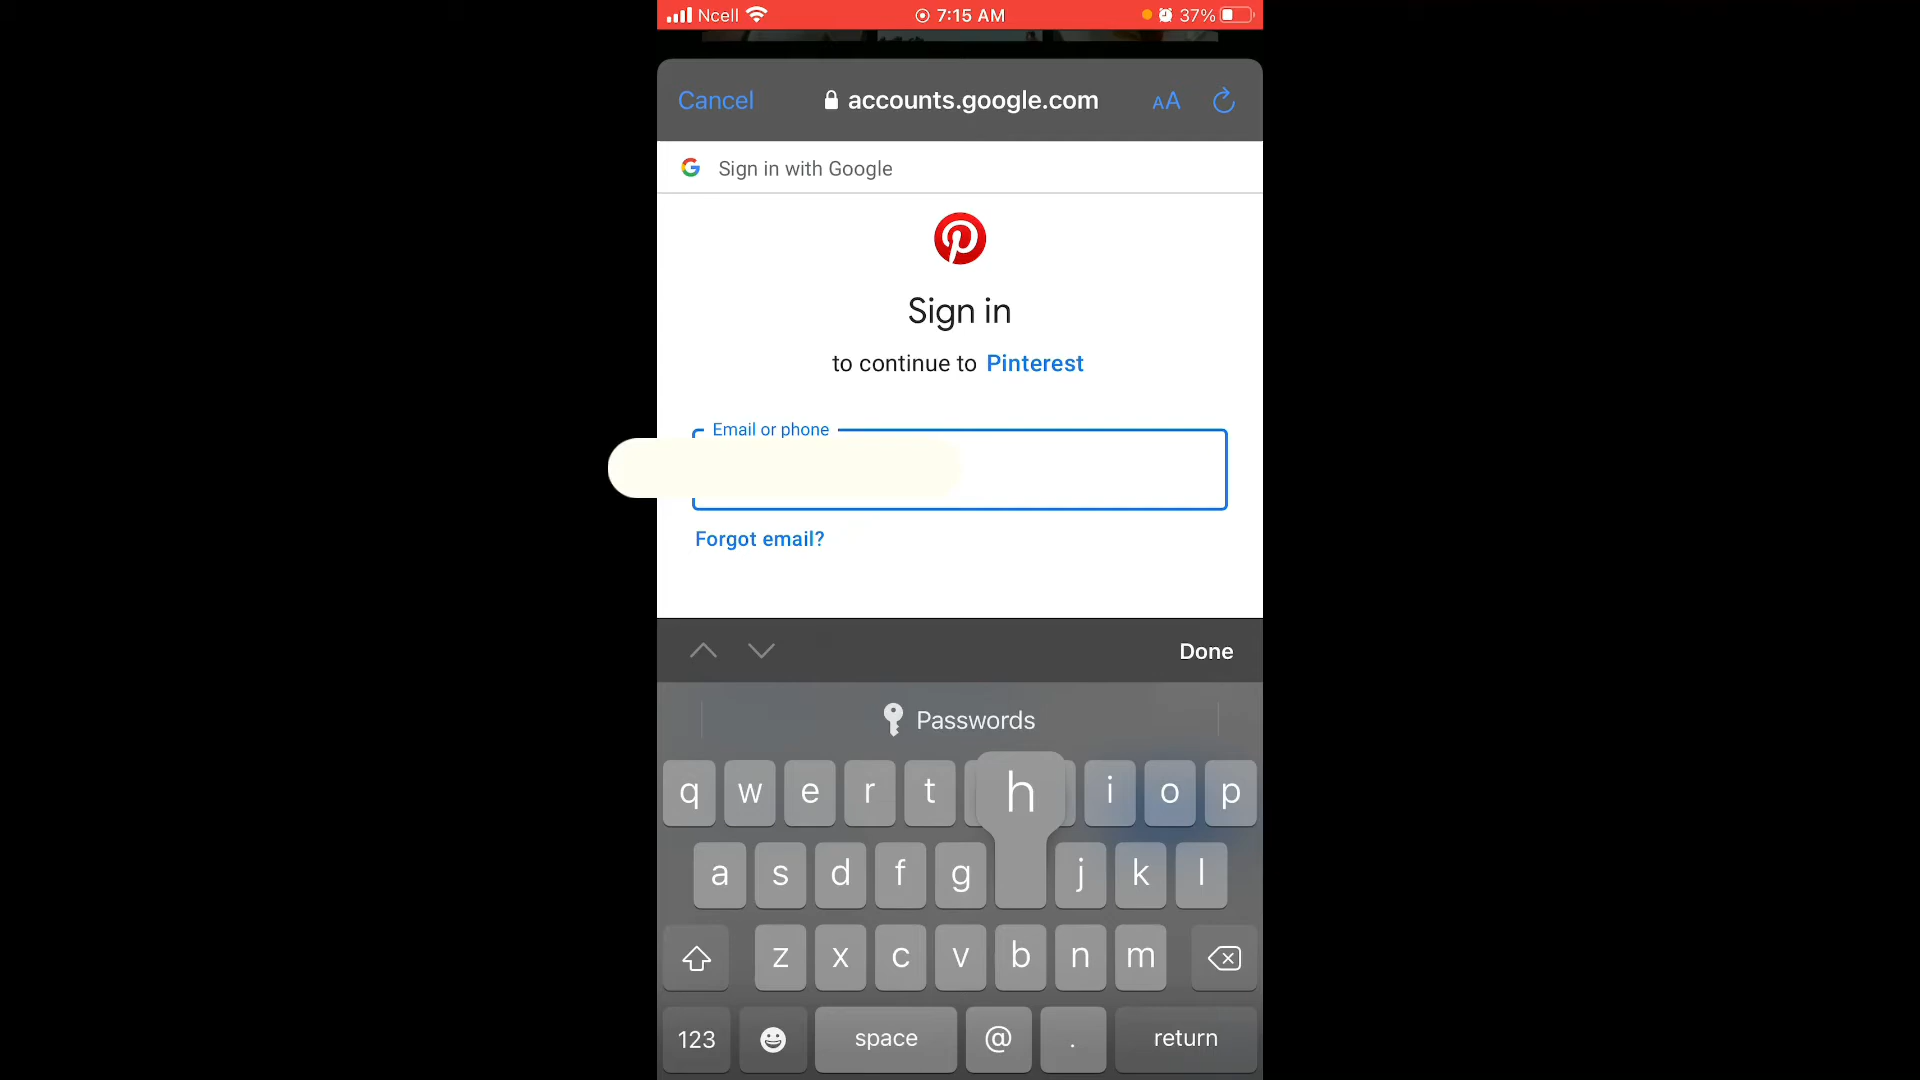 Ncell 7:15 AM 37%
Cancel accounts.google.com AA
Sign in with Google
Sign in
to continue to Pinterest
Email or phone
Forgot email?
Done
Passwords
q w e r t h i o p
a s d f g j k l
z x c v b n m
123 space @ . return